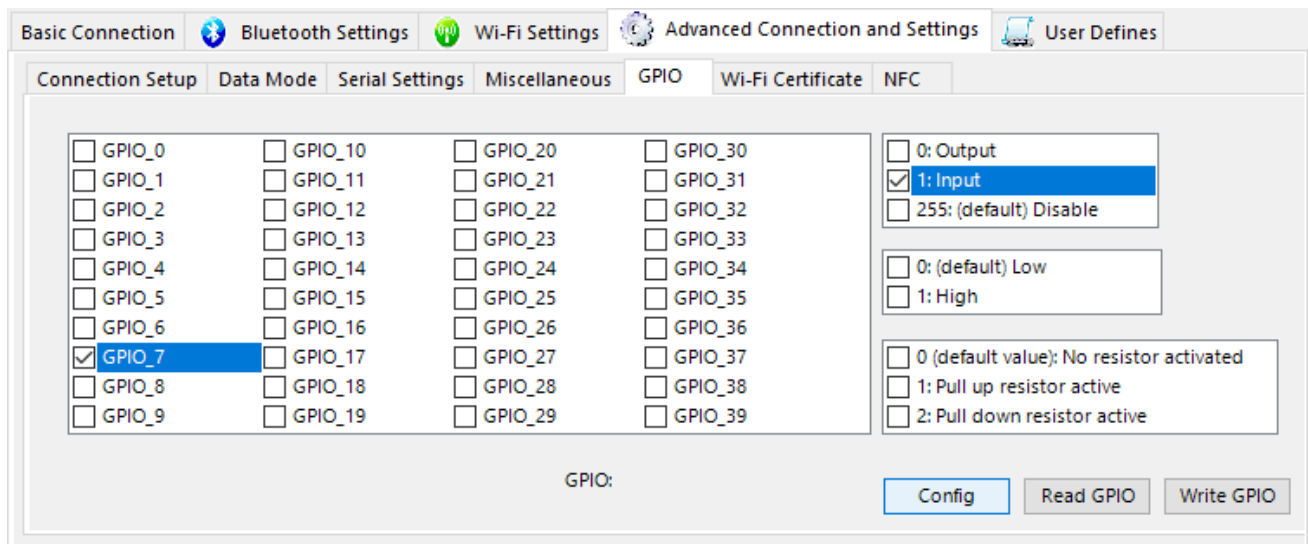 Basic Connection Bluetooth Settings Wi-Fi Settings Advanced Connection and Settings User Defines
Connection Setup Data Mode Serial Settings Miscellaneous GPIO Wi-Fi Certificate NFC
GPIO_0 GPIO_10 GPIO_20 GPIO_30
GPIO_1 GPIO_11 GPIO_21 GPIO_31
GPIO_2 GPIO_12 GPIO_22 GPIO_32
GPIO_3 GPIO_13 GPIO_23 GPIO_33
GPIO_4 GPIO_14 GPIO_24 GPIO_34
GPIO_5 GPIO_15 GPIO_25 GPIO_35
GPIO_6 GPIO_16 GPIO_26 GPIO_36
GPIO_7 GPIO_17 GPIO_27 GPIO_37
GPIO_8 GPIO_18 GPIO_28 GPIO_38
GPIO_9 GPIO_19 GPIO_29 GPIO_39
0: Output
1: Input
255: (default) Disable
0: (default) Low
1: High
0 (default value): No resistor activated
1: Pull up resistor active
2: Pull down resistor active
GPIO:
Config Read GPIO Write GPIO